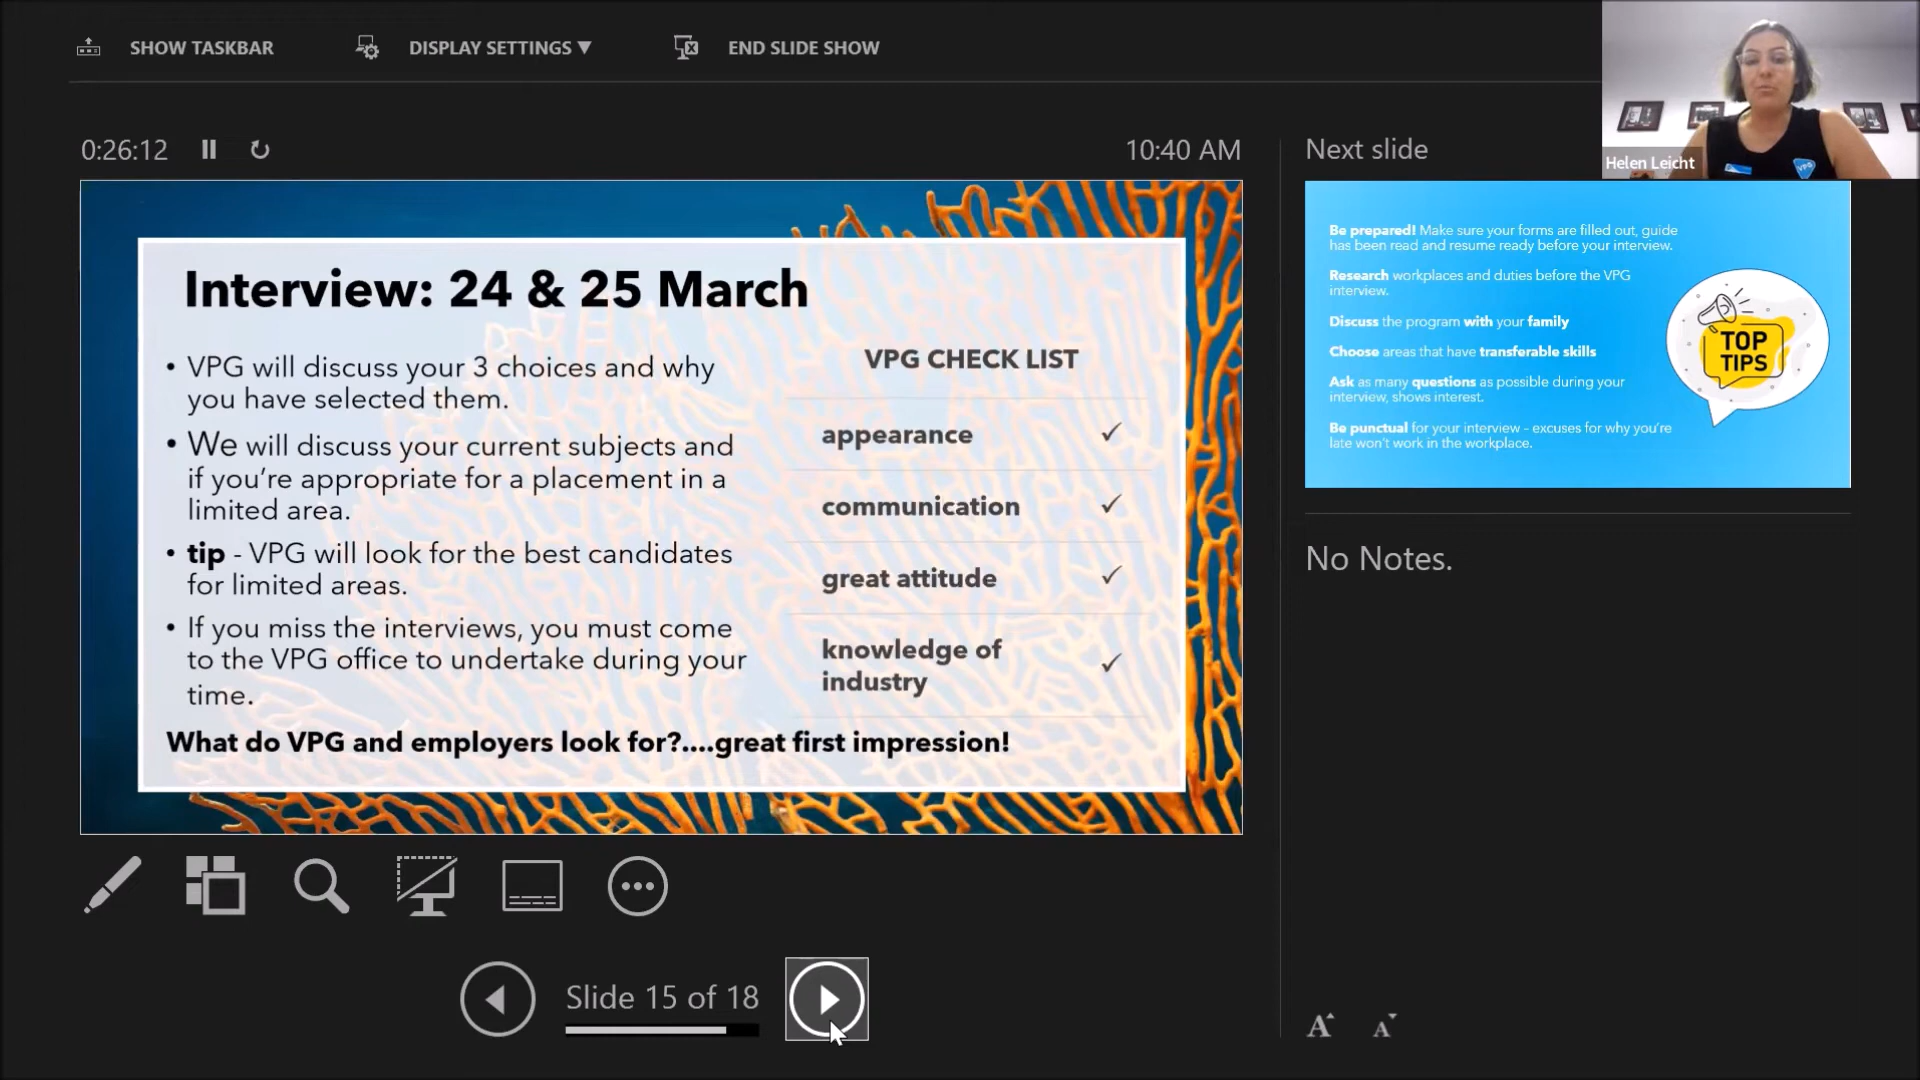 SHOW TASKBAR
DISPLAY SETTINGS ▼
END SLIDE SHOW
Helen Leicht
VPG
0:26:12
10:40 AM
Next slide
Interview: 24 & 25 March
• VPG will discuss your 3 choices and why
you have selected them.
• We will discuss your current subjects and
if you're appropriate for a placement in a
limited area.
• tip - VPG will look for the best candidates
for limited areas.
• If you miss the interviews, you must come
to the VPG office to undertake during your
time.
What do VPG and employers look for?....great first impression!
VPG CHECK LIST
appearance ✓
communication ✓
great attitude ✓
knowledge of
industry ✓
Be prepared! Make sure your forms are filled out, guide
has been read and resume ready before your interview.
Research workplaces and duties before the VPG
interview.
Discuss the program with your family
Choose areas that have transferable skills
Ask as many questions as possible during your
interview, shows interest.
Be punctual for your interview - excuses for why you're
late won't work in the workplace.
TOP
TIPS
No Notes.
Slide 15 of 18
A A